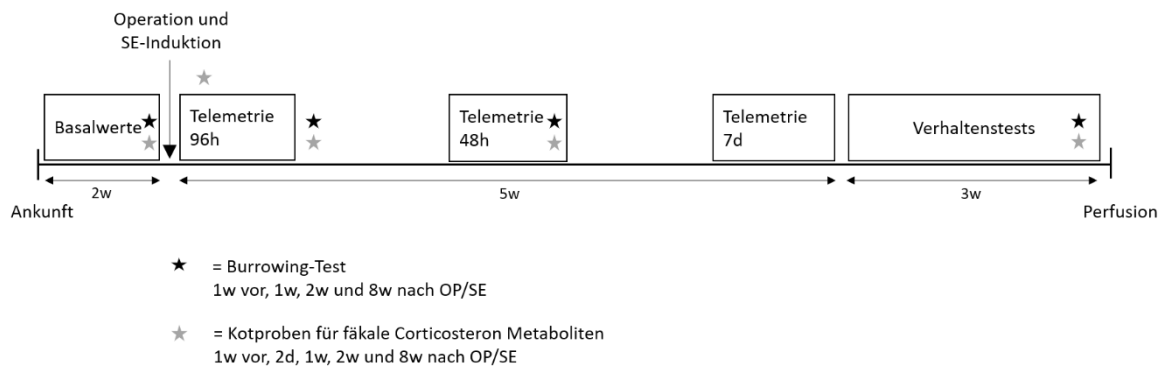 Operation und
SE-Induktion
Basalwerte
Telemetrie
96h
Telemetrie
48h
Telemetrie
7d
Verhaltenstests
2w
5w
3w
Ankunft
Perfusion
= Burrowing-Test
1w vor, 1w, 2w und 8w nach OP/SE
= Kotproben für fäkale Corticosteron Metaboliten
1w vor, 2d, 1w, 2w und 8w nach OP/SE